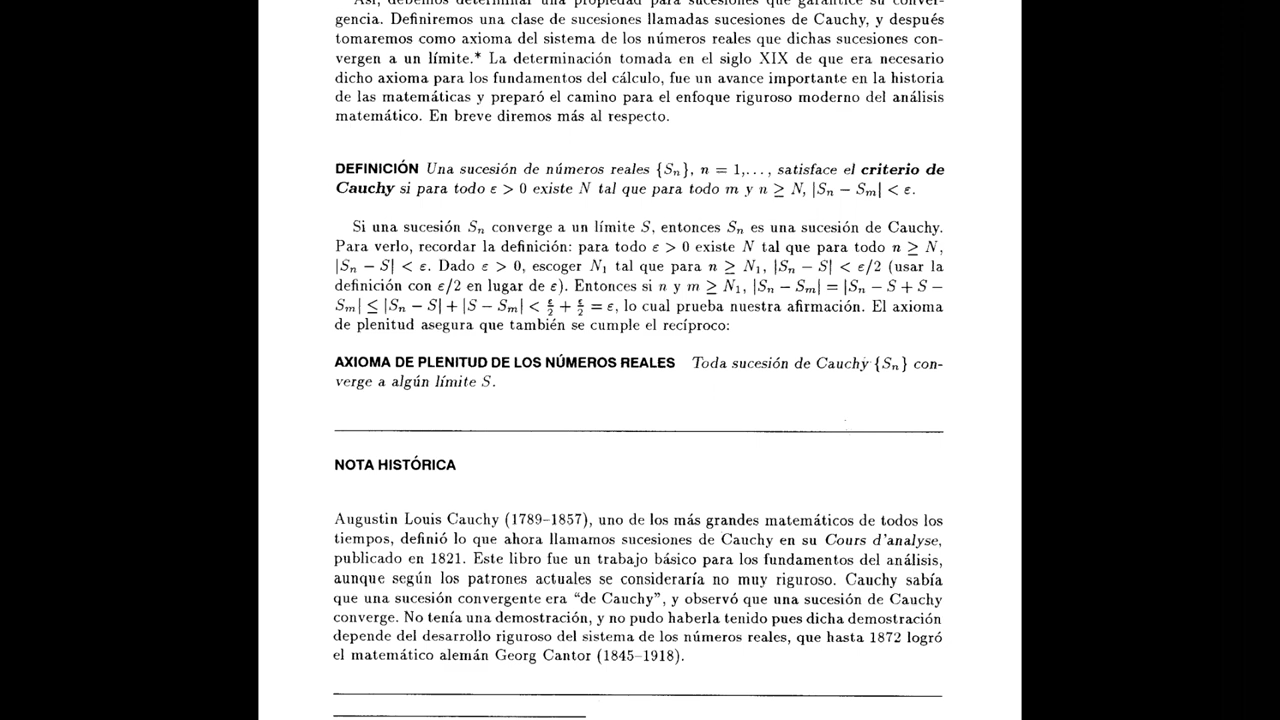 Así, debemos determinar una propiedad para sucesiones que garantice su conver-
gencia. Definiremos una clase de sucesiones llamadas sucesiones de Cauchy, y después
tomaremos como axioma del sistema de los números reales que dichas sucesiones con-
vergen a un límite.* La determinación tomada en el siglo XIX de que era necesario
dicho axioma para los fundamentos del cálculo, fue un avance importante en la historia
de las matemáticas y preparó el camino para el enfoque riguroso moderno del análisis
matemático. En breve diremos más al respecto.
DEFINICIÓN Una sucesión de números reales {Sₙ}, n = 1,..., satisface el criterio de
Cauchy si para todo ε > 0 existe N tal que para todo m y n ≥ N, |Sₙ − Sₘ| < ε.
Si una sucesión Sₙ converge a un límite S, entonces Sₙ es una sucesión de Cauchy.
Para verlo, recordar la definición: para todo ε > 0 existe N tal que para todo n ≥ N,
|Sₙ − S| < ε. Dado ε > 0, escoger N₁ tal que para n ≥ N₁, |Sₙ − S| < ε/2 (usar la
definición con ε/2 en lugar de ε). Entonces si n y m ≥ N₁, |Sₙ − Sₘ| = |Sₙ − S + S −
Sₘ| ≤ |Sₙ − S| + |S − Sₘ| < ε/2 + ε/2 = ε, lo cual prueba nuestra afirmación. El axioma
de plenitud asegura que también se cumple el recíproco:
AXIOMA DE PLENITUD DE LOS NÚMEROS REALES Toda sucesión de Cauchy {Sₙ} con-
verge a algún límite S.
NOTA HISTÓRICA
Augustin Louis Cauchy (1789–1857), uno de los más grandes matemáticos de todos los
tiempos, definió lo que ahora llamamos sucesiones de Cauchy en su Cours d'analyse,
publicado en 1821. Este libro fue un trabajo básico para los fundamentos del análisis,
aunque según los patrones actuales se consideraría no muy riguroso. Cauchy sabía
que una sucesión convergente era “de Cauchy”, y observó que una sucesión de Cauchy
converge. No tenía una demostración, y no pudo haberla tenido pues dicha demostración
depende del desarrollo riguroso del sistema de los números reales, que hasta 1872 logró
el matemático alemán Georg Cantor (1845–1918).